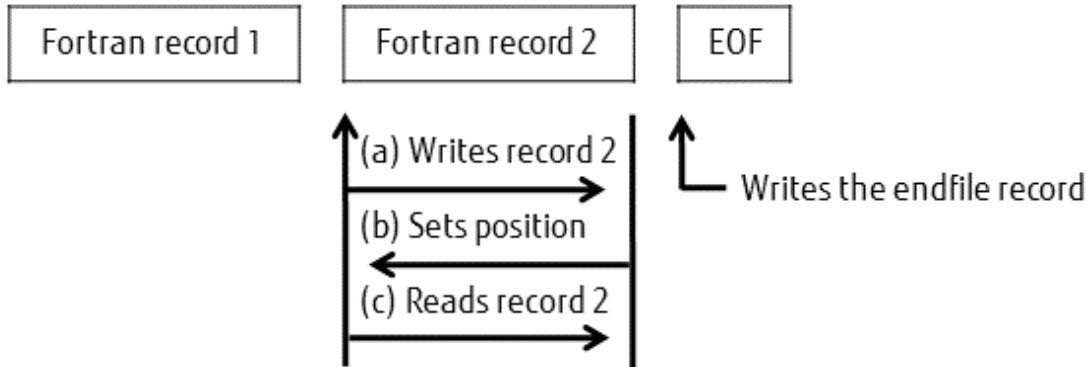 Fortran record 1
Fortran record 2
EOF
(a) Writes record 2
Writes the endfile record
(b) Sets position
(c) Reads record 2